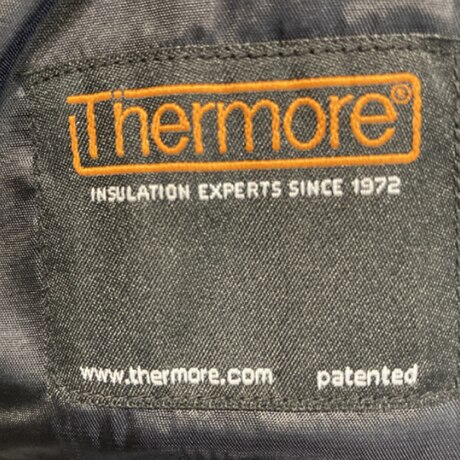 Thermore®
INSULATION EXPERTS SINCE 1972
www.thermore.com patented